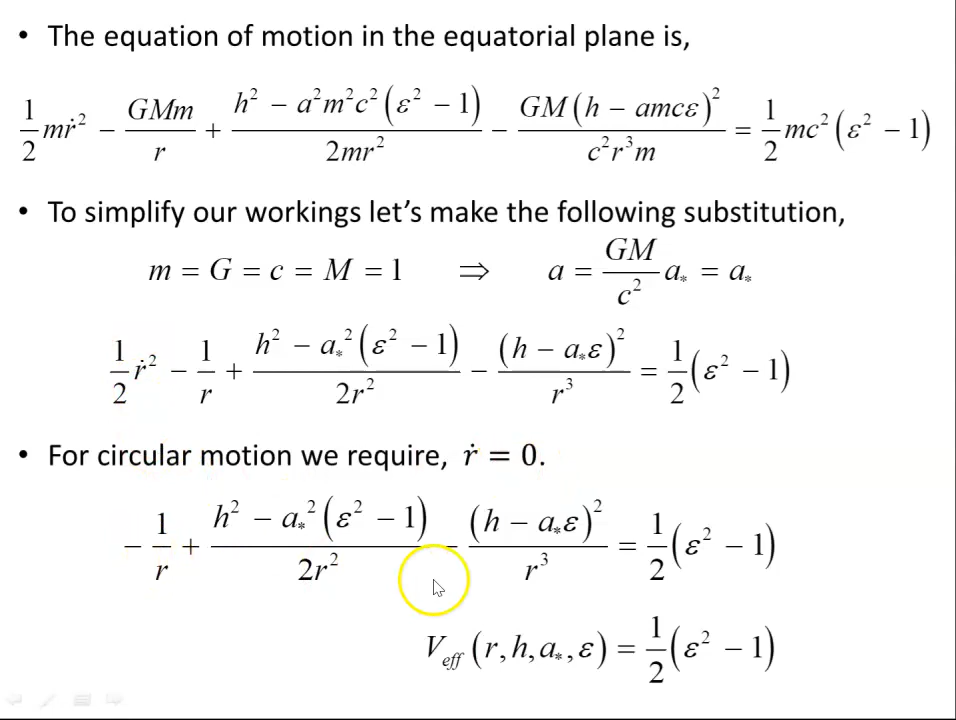 • The equation of motion in the equatorial plane is,
1/2 mṙ² − GMm/r + (h² − a²m²c²(ε² − 1))/(2mr²) − GM(h − amcε)²/(c²r³m) = 1/2 mc²(ε² − 1)
• To simplify our workings let's make the following substitution,
m = G = c = M = 1 ⇒ a = GM/c² a* = a*
1/2 ṙ² − 1/r + (h² − a*²(ε² − 1))/(2r²) − (h − a*ε)²/r³ = 1/2 (ε² − 1)
• For circular motion we require, ṙ = 0.
− 1/r + (h² − a*²(ε² − 1))/(2r²) − (h − a*ε)²/r³ = 1/2 (ε² − 1)
V_eff (r, h, a*, ε) = 1/2 (ε² − 1)